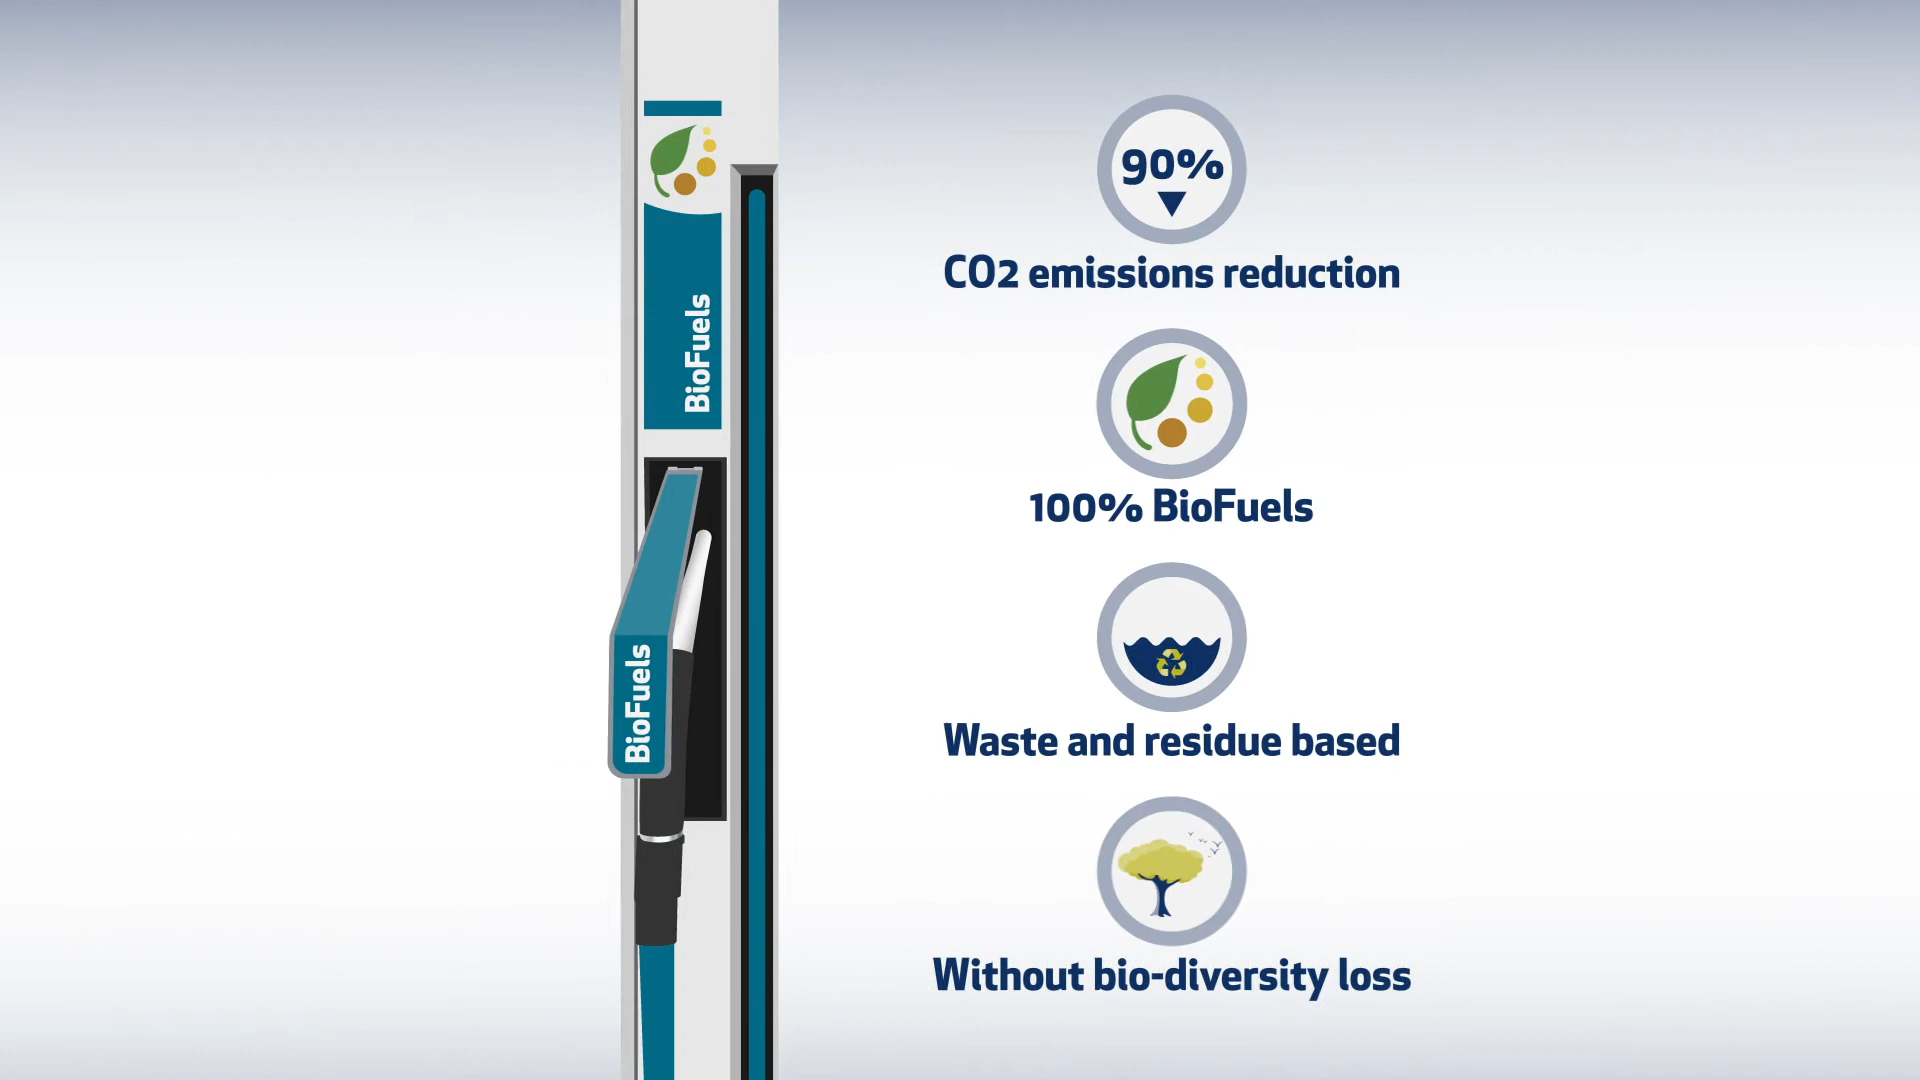 BioFuels
BioFuels
90%
CO2 emissions reduction
100% BioFuels
Waste and residue based
Without bio-diversity loss